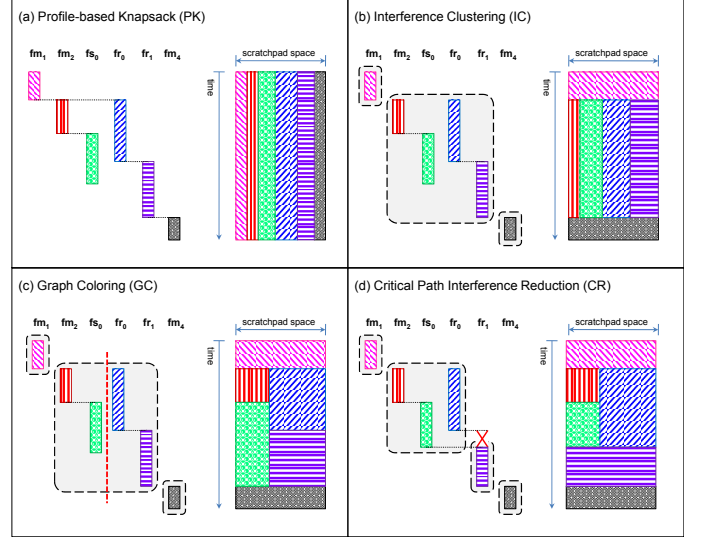 (a) Profile-based Knapsack (PK)
fm1 fm2 fs0 fr0 fr1 fm4
scratchpad space
time
(b) Interference Clustering (IC)
fm1 fm2 fs0 fr0 fr1 fm4
scratchpad space
time
(c) Graph Coloring (GC)
fm1 fm2 fs0 fr0 fr1 fm4
scratchpad space
time
(d) Critical Path Interference Reduction (CR)
fm1 fm2 fs0 fr0 fr1 fm4
scratchpad space
time